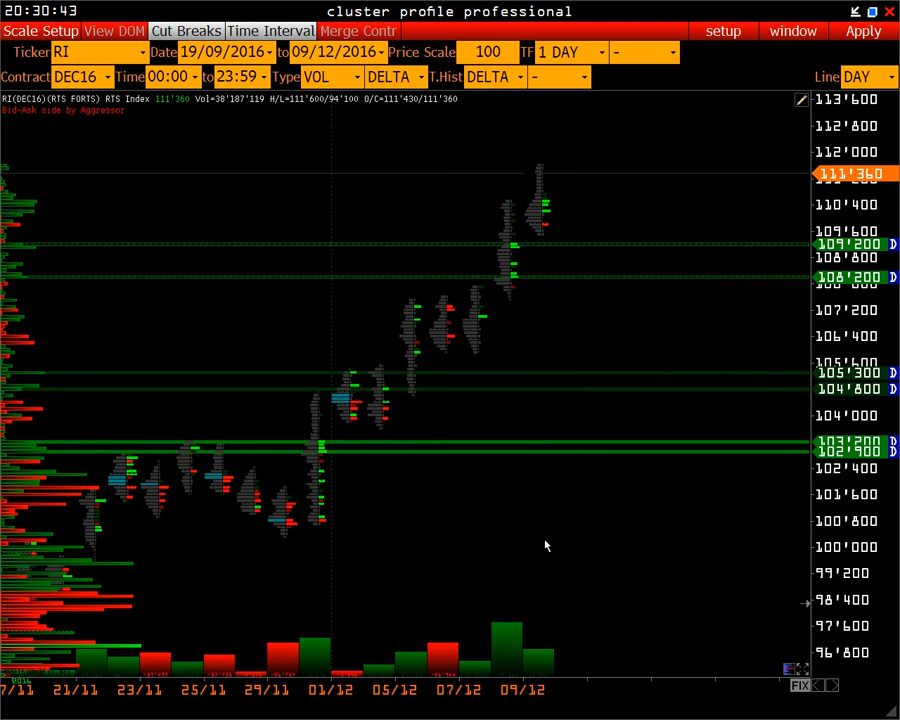 20:30:43 cluster profile professional
Scale Setup View DOM Cut Breaks Time Interval Merge Contr setup window Apply
Ticker RI Date 19/09/2016 to 09/12/2016 Price Scale 100 TF 1 DAY -
Contract DEC16 Time 00:00 to 23:59 Type VOL DELTA T.Hist DELTA - Line DAY
RI(DEC16)(RTS FORTS) RTS Index 111'360 Vol=38'187'119 H/L=111'600/94'100 O/C=111'430/111'360
Bid-Ask side by Aggressor
113'600
112'800
112'000
111'360
110'400
109'600
109'200 D
108'800
108'200 D
107'200
106'400
105'600
105'300 D
104'800 D
104'000
103'200 D
102'900 D
102'400
101'600
100'800
100'000
99'200
98'400
97'600
96'800
2016
7/11 21/11 23/11 25/11 29/11 01/12 05/12 07/12 09/12 FIX